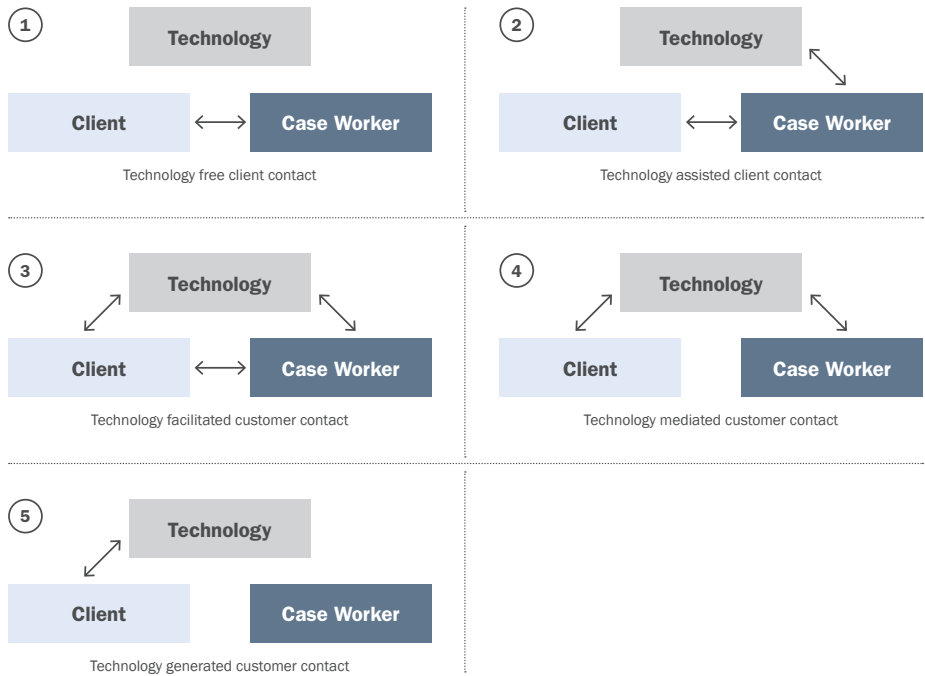 1
Technology
Client
Case Worker
Technology free client contact
2
Technology
Client
Case Worker
Technology assisted client contact
3
Technology
Client
Case Worker
Technology facilitated customer contact
4
Technology
Client
Case Worker
Technology mediated customer contact
5
Technology
Client
Case Worker
Technology generated customer contact